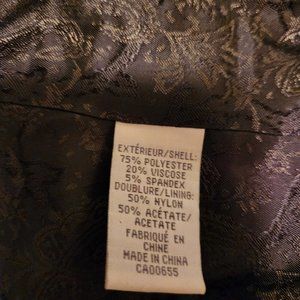 EXTÉRIEUR/SHELL:
75% POLYESTER
20% VISCOSE
5% SPANDEX
DOUBLURE/LINING:
50% NYLON
50% ACÉTATE/
ACETATE
FABRIQUÉ EN
CHINE
MADE IN CHINA
CA00655